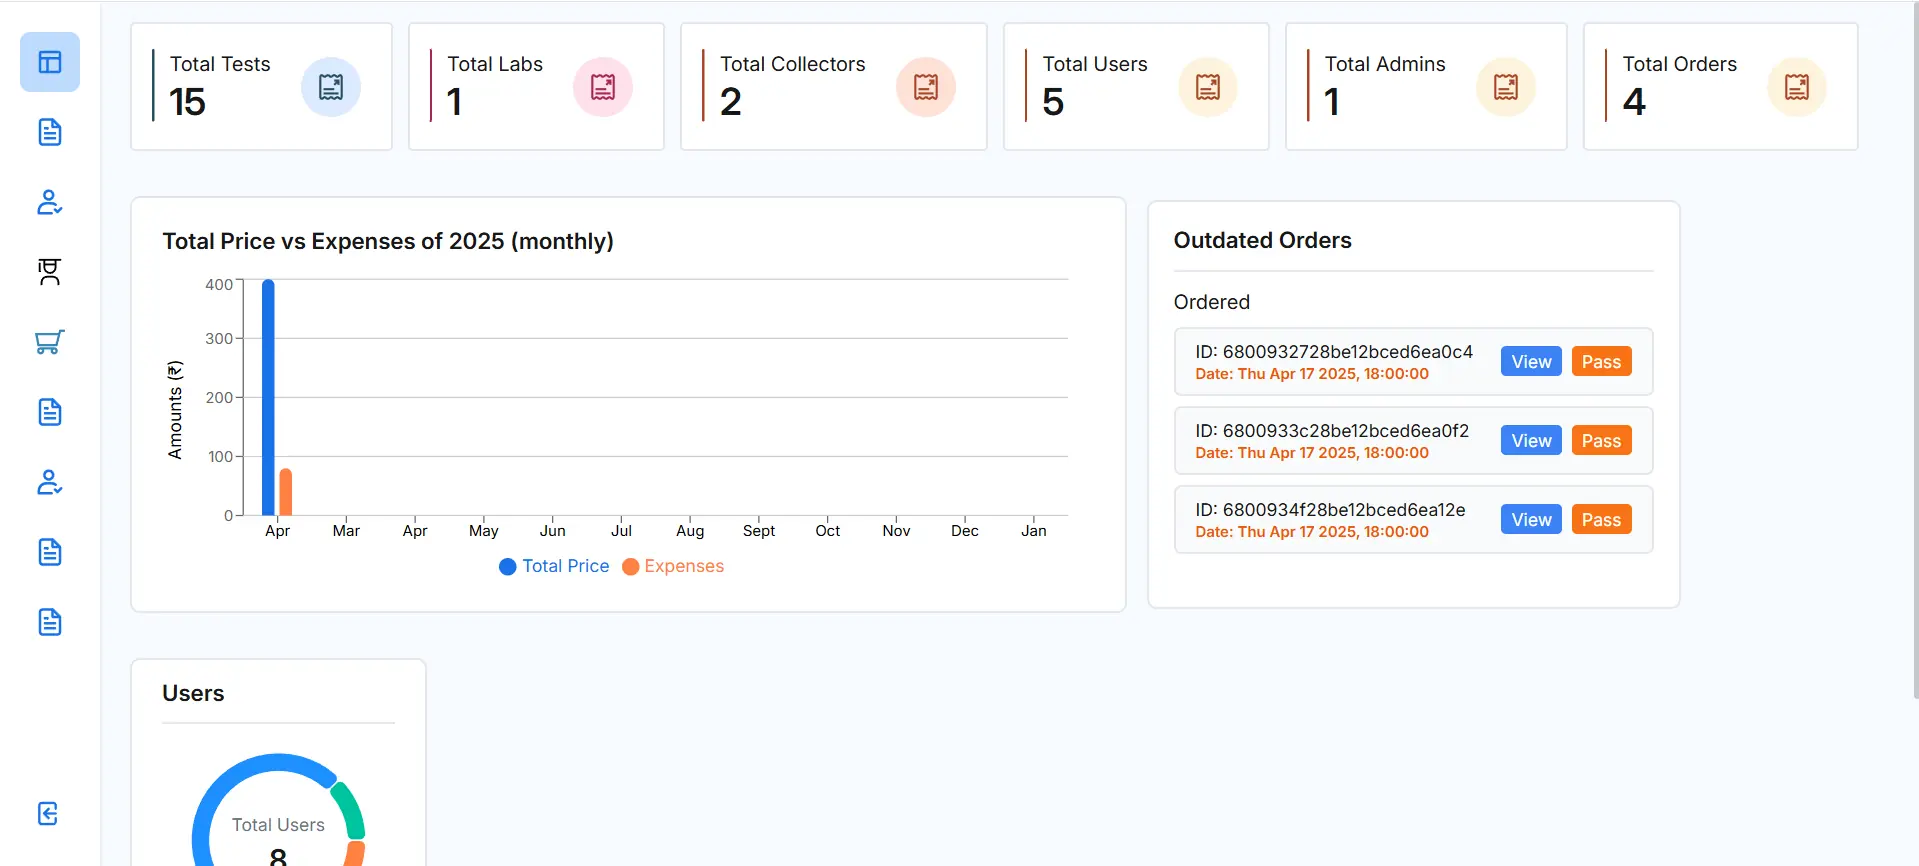 Total Tests
15
Total Labs
1
Total Collectors
2
Total Users
5
Total Admins
1
Total Orders
4
Total Price vs Expenses of 2025 (monthly)
400
300
200
100
0
Amounts (₹)
Apr Mar Apr May Jun Jul Aug Sept Oct Nov Dec Jan
Total Price Expenses
Outdated Orders
Ordered
ID: 6800932728be12bced6ea0c4
Date: Thu Apr 17 2025, 18:00:00
View Pass
ID: 6800933c28be12bced6ea0f2
Date: Thu Apr 17 2025, 18:00:00
View Pass
ID: 6800934f28be12bced6ea12e
Date: Thu Apr 17 2025, 18:00:00
View Pass
Users
Total Users
8